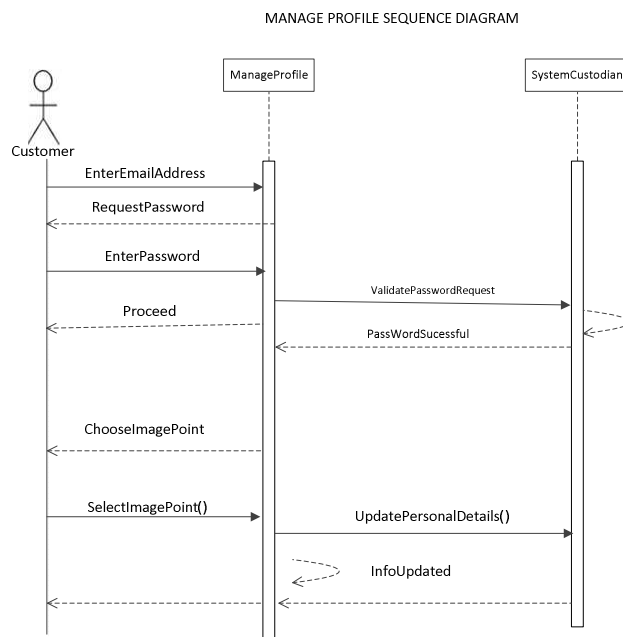 MANAGE PROFILE SEQUENCE DIAGRAM
ManageProfile
SystemCustodian
Customer
EnterEmailAddress
RequestPassword
EnterPassword
ValidatePasswordRequest
Proceed
PassWordSucessful
ChooseImagePoint
SelectImagePoint()
UpdatePersonalDetails()
InfoUpdated